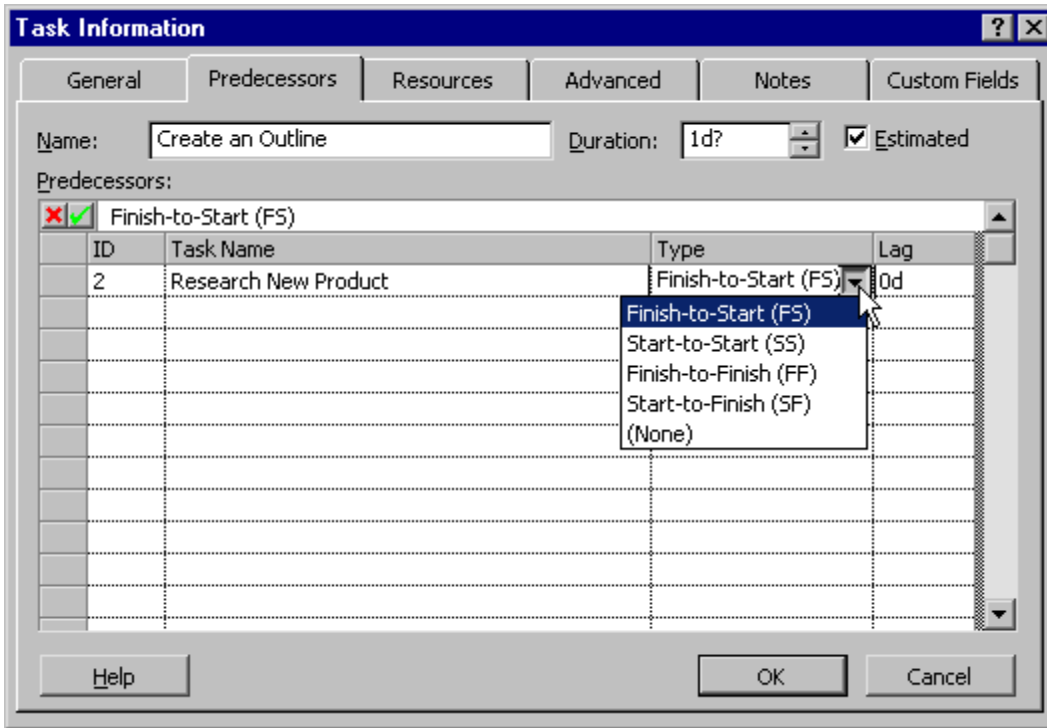 Task Information
General Predecessors Resources Advanced Notes Custom Fields
Name: Create an Outline Duration: 1d? Estimated
Predecessors:
Finish-to-Start (FS)
ID Task Name Type Lag
2 Research New Product Finish-to-Start (FS) 0d
Finish-to-Start (FS)
Start-to-Start (SS)
Finish-to-Finish (FF)
Start-to-Finish (SF)
(None)
Help OK Cancel